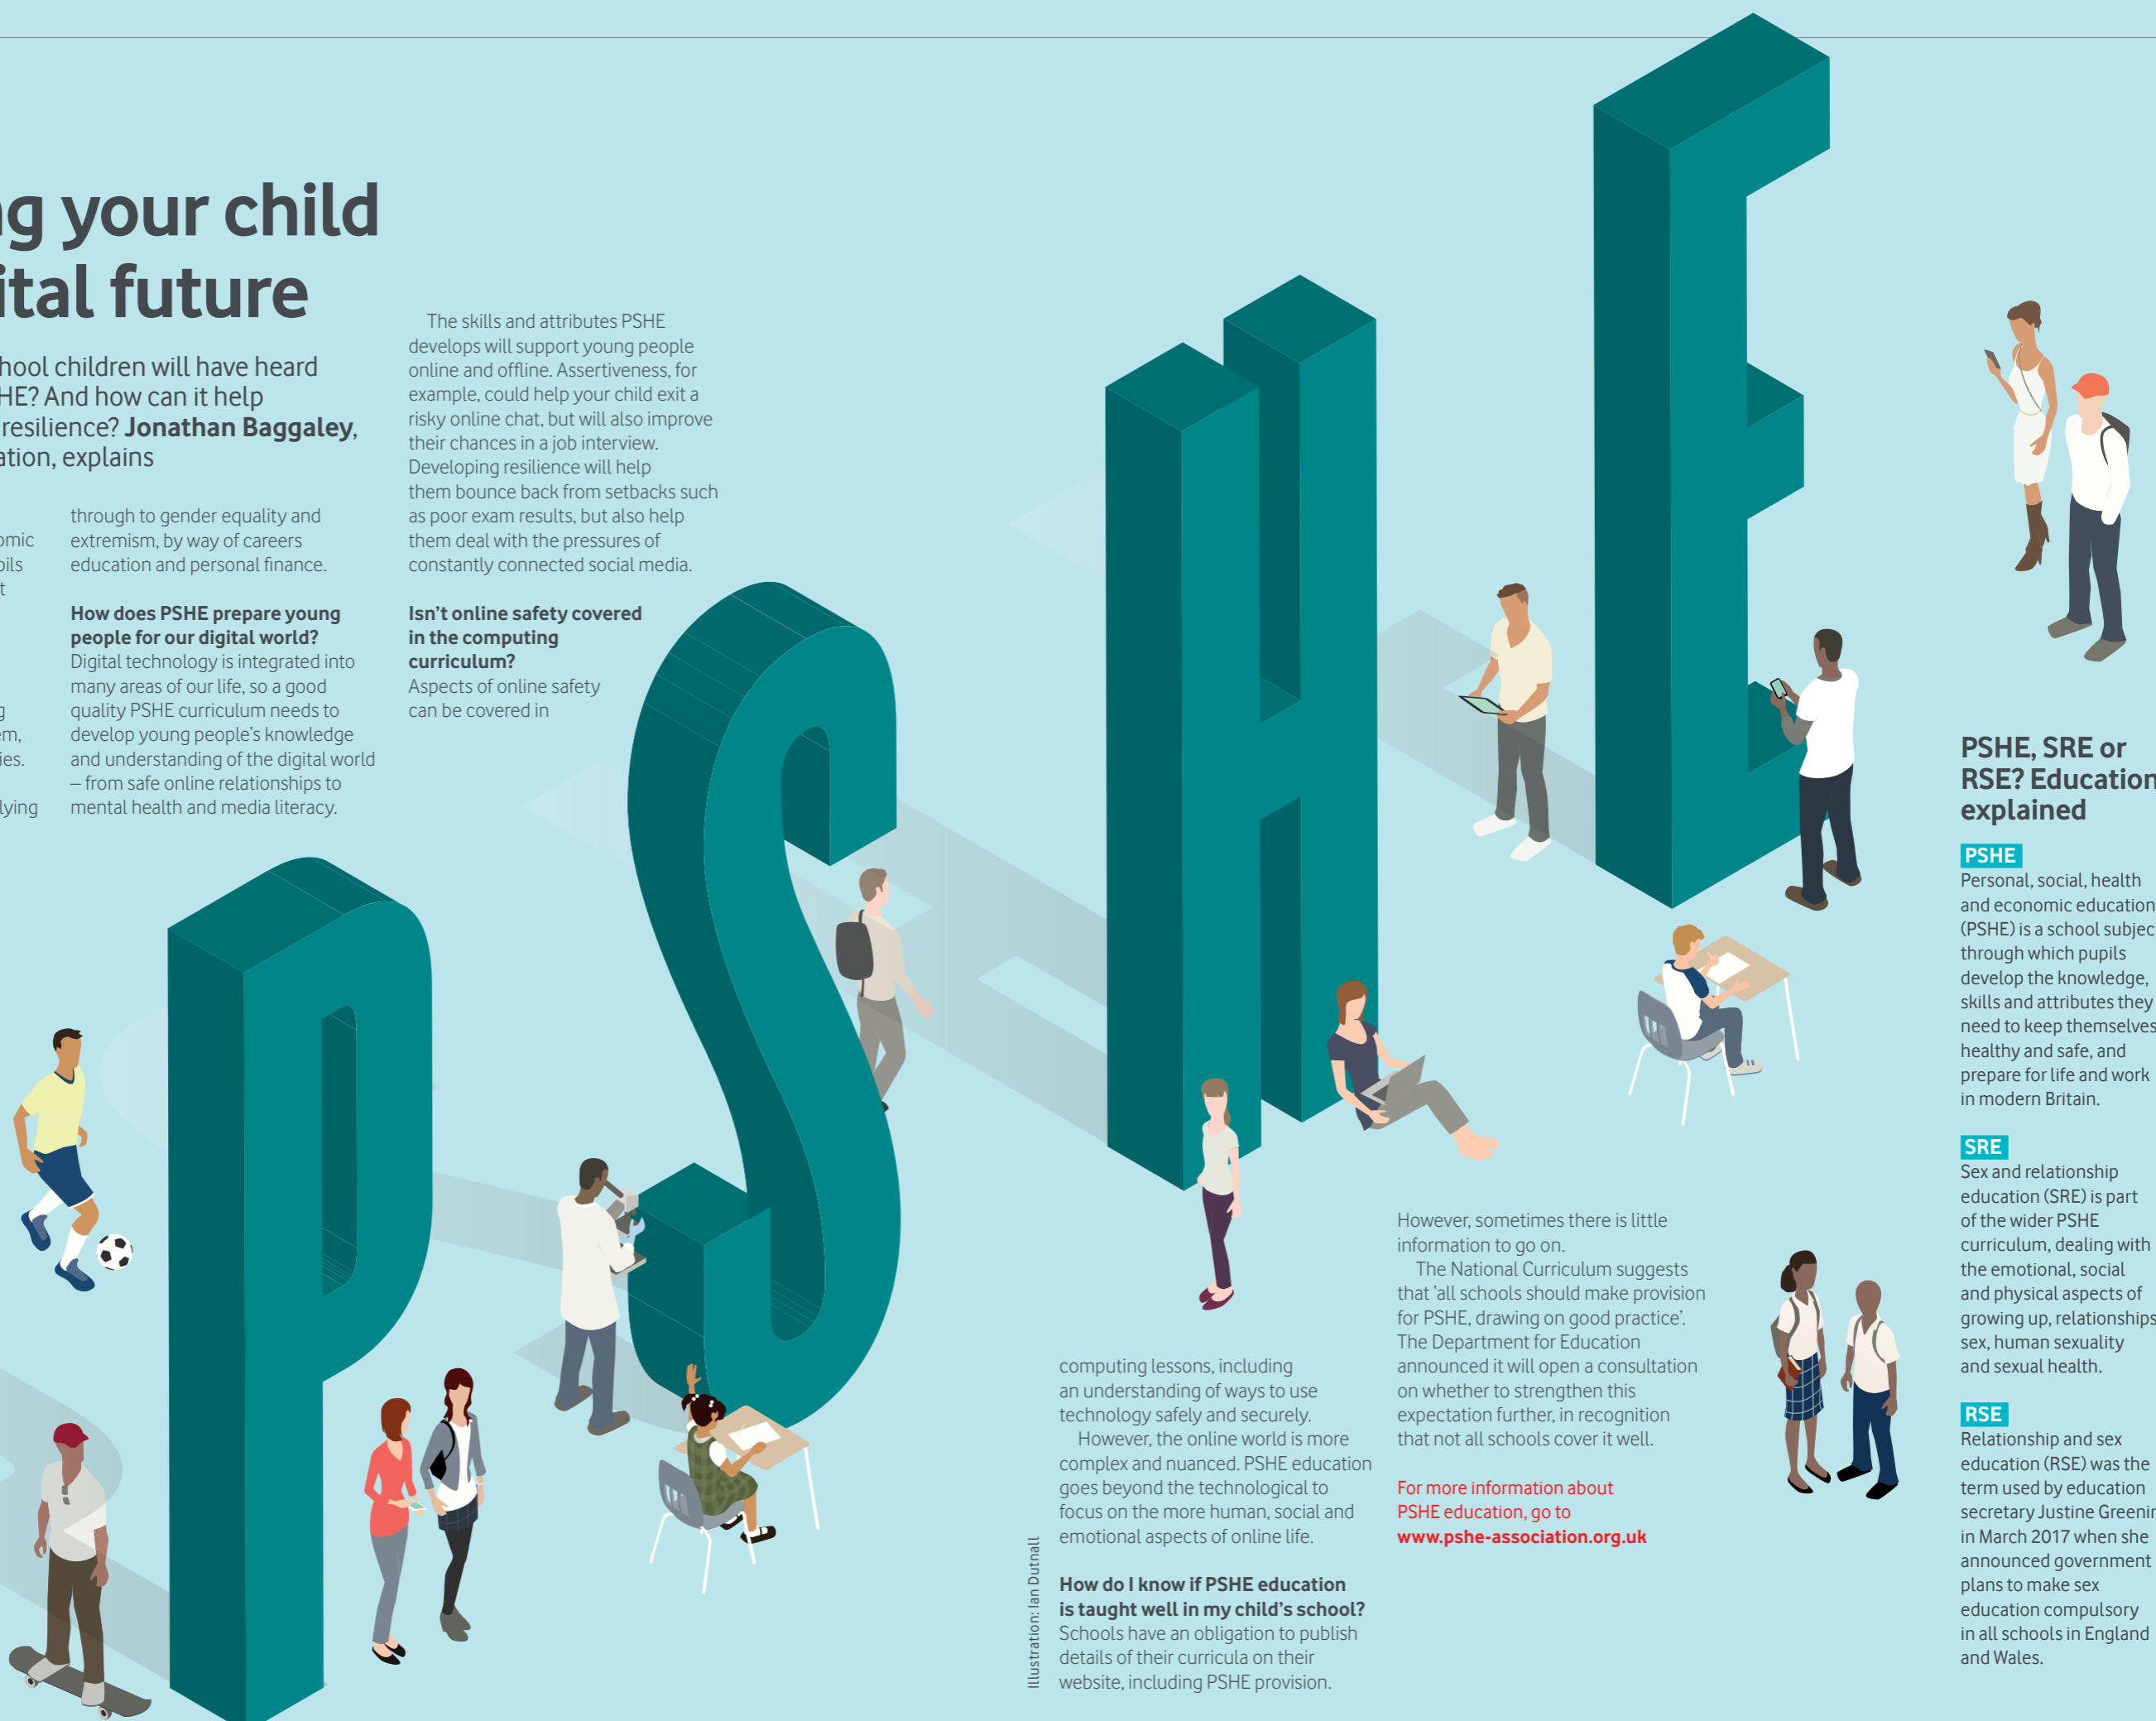 ng your child
ital future
hool children will have heard
HE? And how can it help
resilience? Jonathan Baggaley,
ation, explains
omic
pils
t
g
em,
ies.
lying
through to gender equality and
extremism, by way of careers
education and personal finance.
How does PSHE prepare young
people for our digital world?
Digital technology is integrated into
many areas of our life, so a good
quality PSHE curriculum needs to
develop young people’s knowledge
and understanding of the digital world
– from safe online relationships to
mental health and media literacy.
The skills and attributes PSHE
develops will support young people
online and offline. Assertiveness, for
example, could help your child exit a
risky online chat, but will also improve
their chances in a job interview.
Developing resilience will help
them bounce back from setbacks such
as poor exam results, but also help
them deal with the pressures of
constantly connected social media.
Isn’t online safety covered
in the computing
curriculum?
Aspects of online safety
can be covered in
PSHE
computing lessons, including
an understanding of ways to use
technology safely and securely.
However, the online world is more
complex and nuanced. PSHE education
goes beyond the technological to
focus on the more human, social and
emotional aspects of online life.
How do I know if PSHE education
is taught well in my child’s school?
Schools have an obligation to publish
details of their curricula on their
website, including PSHE provision.
Illustration: Ian Dutnall
However, sometimes there is little
information to go on.
The National Curriculum suggests
that ‘all schools should make provision
for PSHE, drawing on good practice’.
The Department for Education
announced it will open a consultation
on whether to strengthen this
expectation further, in recognition
that not all schools cover it well.
For more information about
PSHE education, go to
www.pshe-association.org.uk
PSHE, SRE or
RSE? Education
explained
PSHE
Personal, social, health
and economic education
(PSHE) is a school subjec
through which pupils
develop the knowledge,
skills and attributes they
need to keep themselves
healthy and safe, and
prepare for life and work
in modern Britain.
SRE
Sex and relationship
education (SRE) is part
of the wider PSHE
curriculum, dealing with
the emotional, social
and physical aspects of
growing up, relationships
sex, human sexuality
and sexual health.
RSE
Relationship and sex
education (RSE) was the
term used by education
secretary Justine Greenin
in March 2017 when she
announced government
plans to make sex
education compulsory
in all schools in England
and Wales.